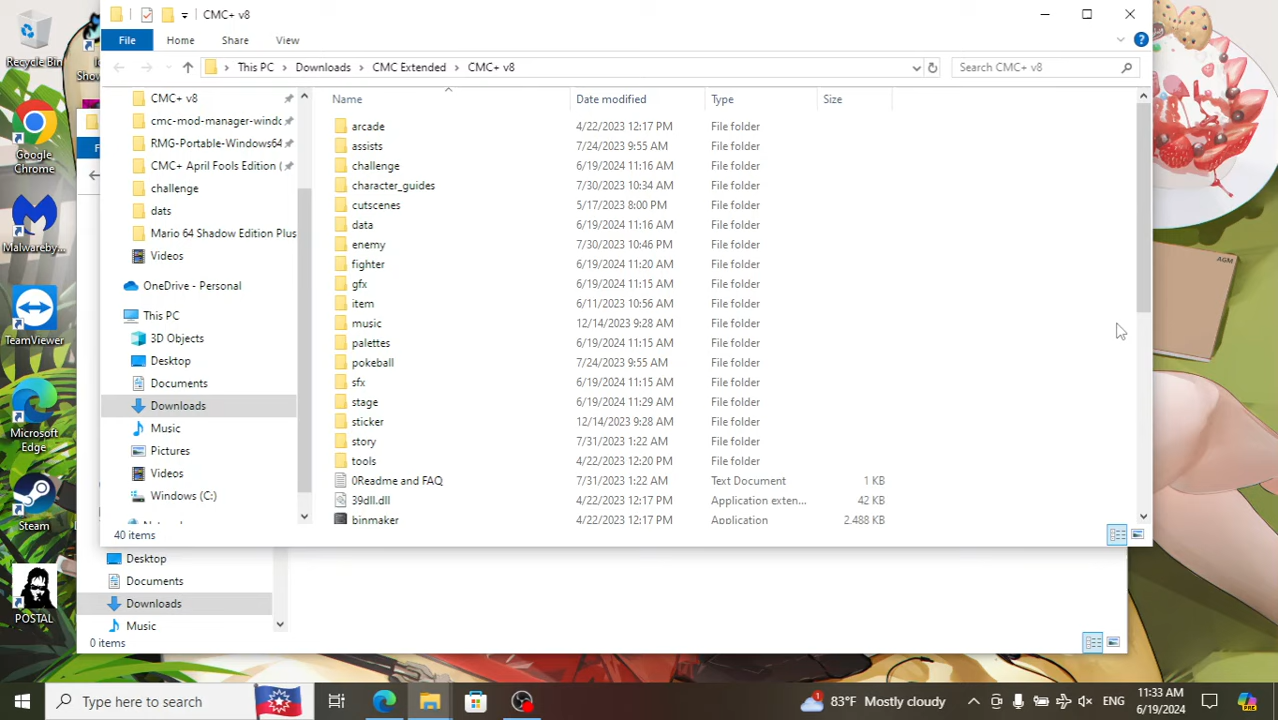 CMC+ v8
File
Home
Share
View
This PC > Downloads > CMC Extended > CMC+ v8
Search CMC+ v8
CMC+ v8
cmc-mod-manager-windo
RMG-Portable-Windows64
CMC+ April Fools Edition (
challenge
dats
Mario 64 Shadow Edition Plus
Videos
OneDrive - Personal
This PC
3D Objects
Desktop
Documents
Downloads
Music
Pictures
Videos
Windows (C:)
Name Date modified Type Size
arcade 4/22/2023 12:17 PM File folder
assists 7/24/2023 9:55 AM File folder
challenge 6/19/2024 11:16 AM File folder
character_guides 7/30/2023 10:34 AM File folder
cutscenes 5/17/2023 8:00 PM File folder
data 6/19/2024 11:16 AM File folder
enemy 7/30/2023 10:46 PM File folder
fighter 6/19/2024 11:20 AM File folder
gfx 6/19/2024 11:15 AM File folder
item 6/11/2023 10:56 AM File folder
music 12/14/2023 9:28 AM File folder
palettes 6/19/2024 11:15 AM File folder
pokeball 7/24/2023 9:55 AM File folder
sfx 6/19/2024 11:15 AM File folder
stage 6/19/2024 11:29 AM File folder
sticker 12/14/2023 9:28 AM File folder
story 7/31/2023 1:22 AM File folder
tools 4/22/2023 12:20 PM File folder
0Readme and FAQ 7/31/2023 1:22 AM Text Document 1 KB
39dll.dll 4/22/2023 12:17 PM Application exten... 42 KB
binmaker 4/22/2023 12:17 PM Application 2,488 KB
40 items
Desktop
Documents
Downloads
Music
0 items
Recycle Bin
Google
Chrome
Malwareby...
TeamViewer
Microsoft
Edge
Steam
POSTAL
AGM
Type here to search
1
83°F Mostly cloudy
ENG
11:33 AM
6/19/2024
PRE